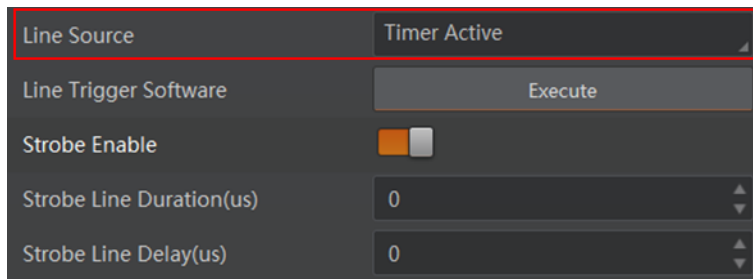 Line Source Timer Active
Line Trigger Software Execute
Strobe Enable
Strobe Line Duration(us) 0
Strobe Line Delay(us) 0